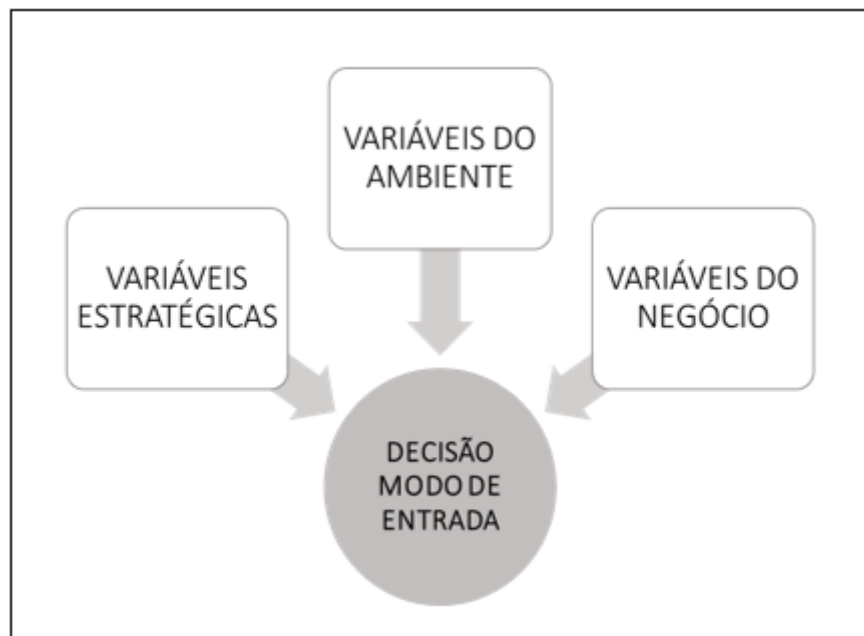 VARIÁVEIS DO
AMBIENTE
VARIÁVEIS
ESTRATÉGICAS
VARIÁVEIS DO
NEGÓCIO
DECISÃO
MODO DE
ENTRADA